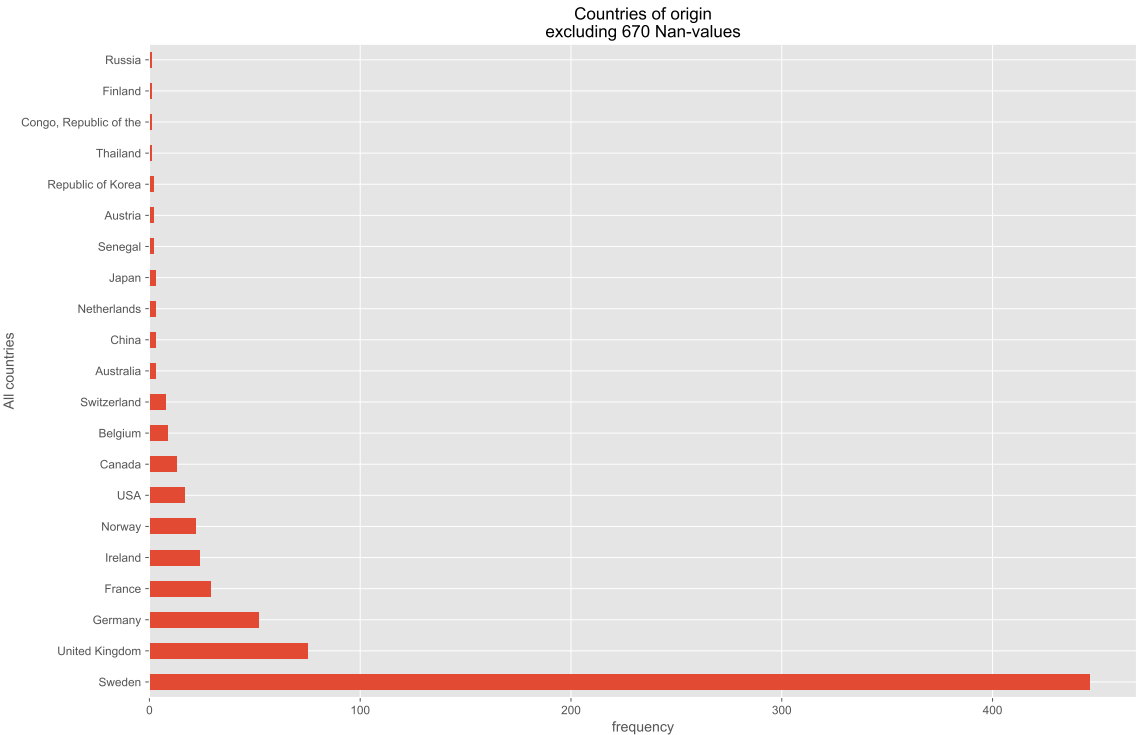 Countries of origin
excluding 670 Nan-values
All countries
Russia
Finland
Congo, Republic of the
Thailand
Republic of Korea
Austria
Senegal
Japan
Netherlands
China
Australia
Switzerland
Belgium
Canada
USA
Norway
Ireland
France
Germany
United Kingdom
Sweden
0 100 200 300 400
frequency